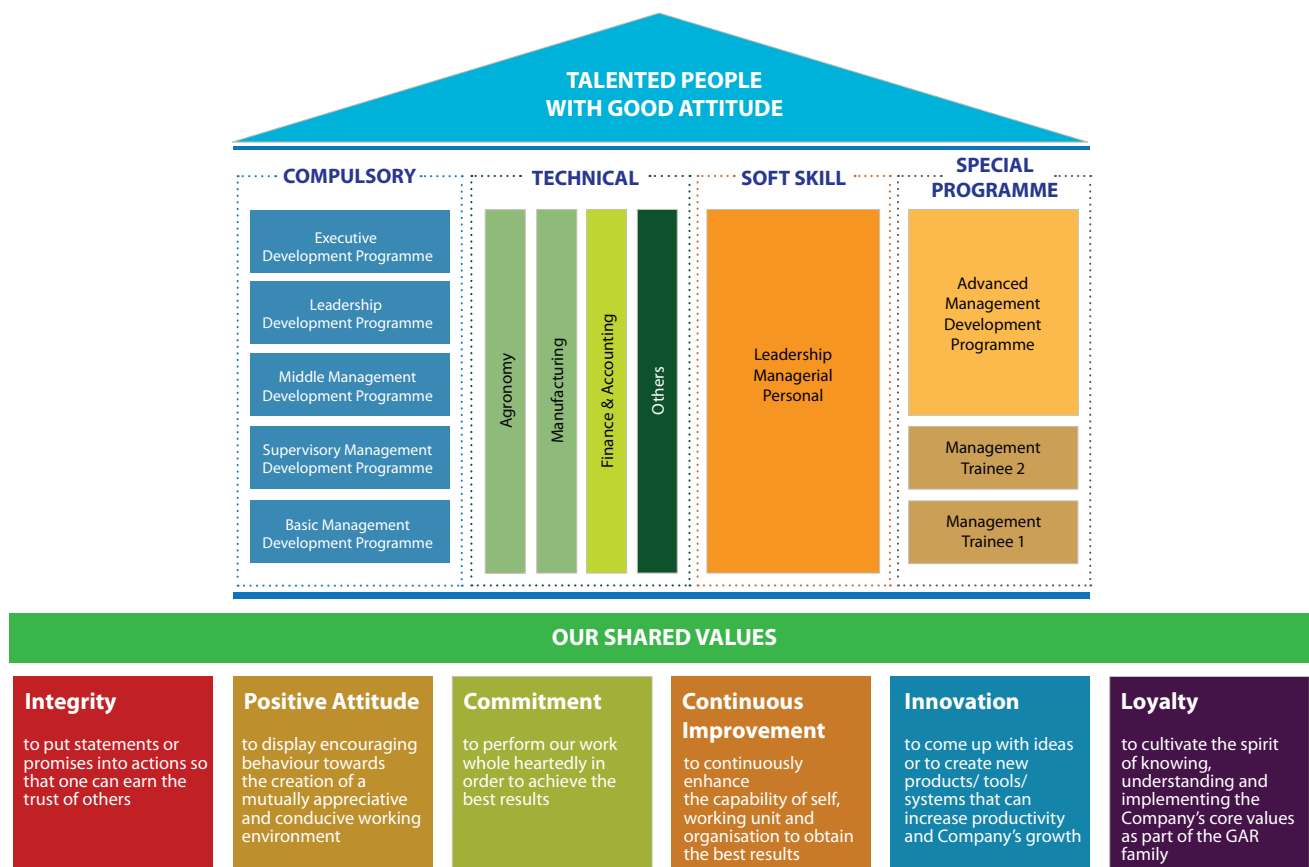 TALENTED PEOPLE
WITH GOOD ATTITUDE
COMPULSORY
Executive
Development Programme
Leadership
Development Programme
Middle Management
Development Programme
Supervisory Management
Development Programme
Basic Management
Development Programme
TECHNICAL
Agronomy
Manufacturing
Finance & Accounting
Others
SOFT SKILL
Leadership
Managerial
Personal
SPECIAL
PROGRAMME
Advanced
Management
Development
Programme
Management
Trainee 2
Management
Trainee 1
OUR SHARED VALUES
Integrity
to put statements or
promises into actions so
that one can earn the
trust of others
Positive Attitude
to display encouraging
behaviour towards
the creation of a
mutually appreciative
and conducive working
environment
Commitment
to perform our work
whole heartedly in
order to achieve the
best results
Continuous
Improvement
to continuously
enhance
the capability of self,
working unit and
organisation to obtain
the best results
Innovation
to come up with ideas
or to create new
products/ tools/
systems that can
increase productivity
and Company’s growth
Loyalty
to cultivate the spirit
of knowing,
understanding and
implementing the
Company’s core values
as part of the GAR
family